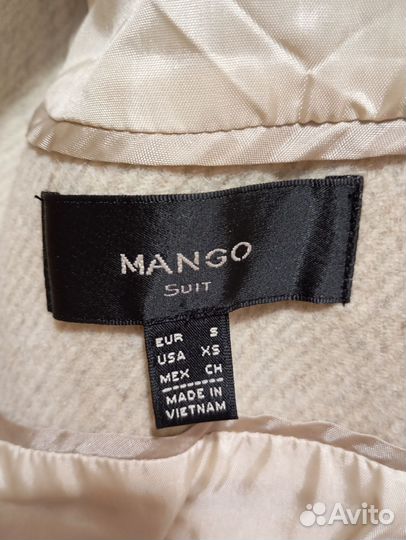 MANGO
SUIT
EUR S
USA XS
MEX CH
MADE IN
VIETNAM
Avito